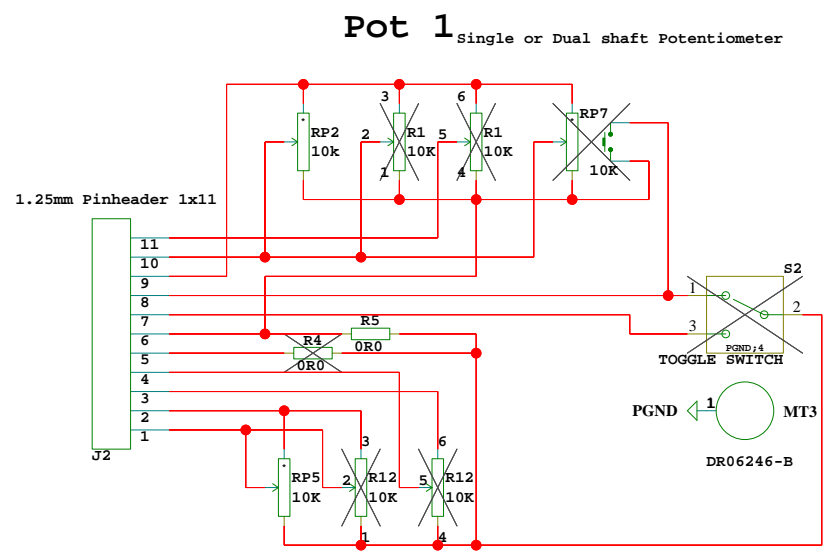 Pot 1 Single or Dual shaft Potentiometer
3
6
RP7
RP2
10k
2
R1
10K
5
R1
10K
10K
1
4
1.25mm Pinheader 1x11
11
10
9
8
7
6
5
4
3
2
1
J2
S2
1
2
3
PGND;4
TOGGLE SWITCH
R5
0R0
R4
0R0
PGND
1
MT3
DR06246-B
3
6
RP5
10K
2
R12
10K
5
R12
10K
1
4